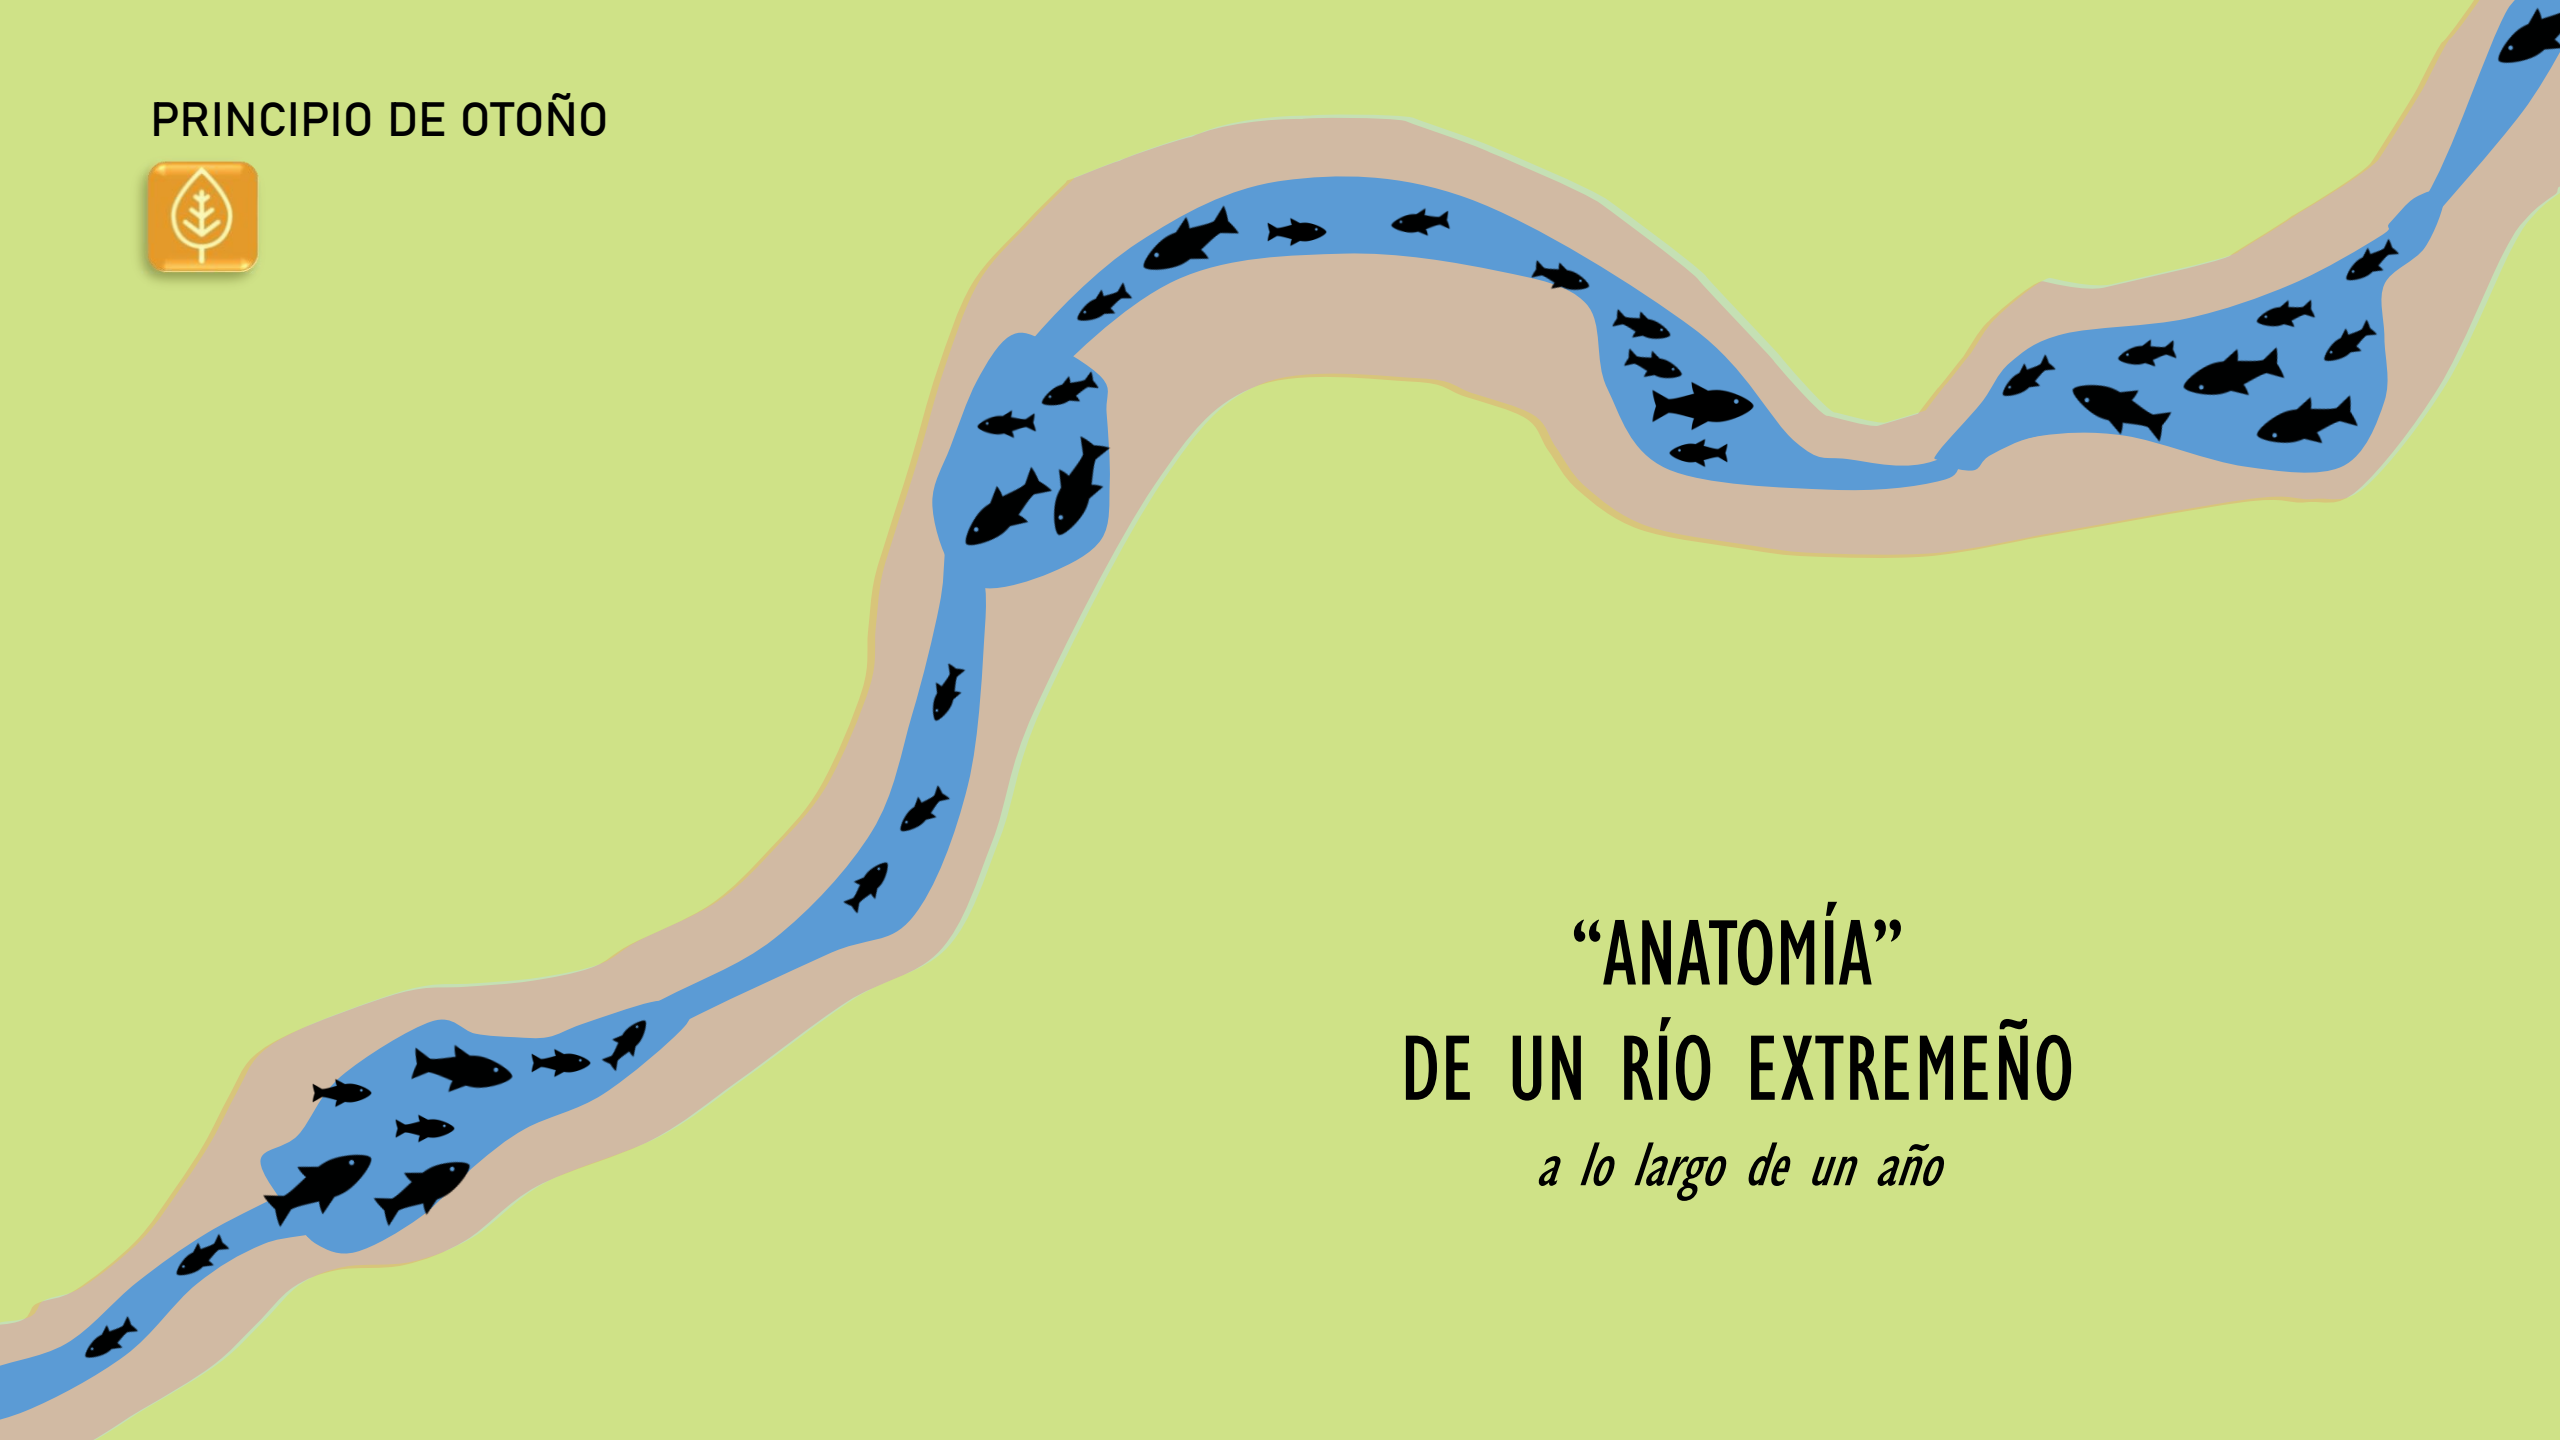 PRINCIPIO DE OTOÑO
“ANATOMÍA”
DE UN RÍO EXTREMEÑO
a lo largo de un año